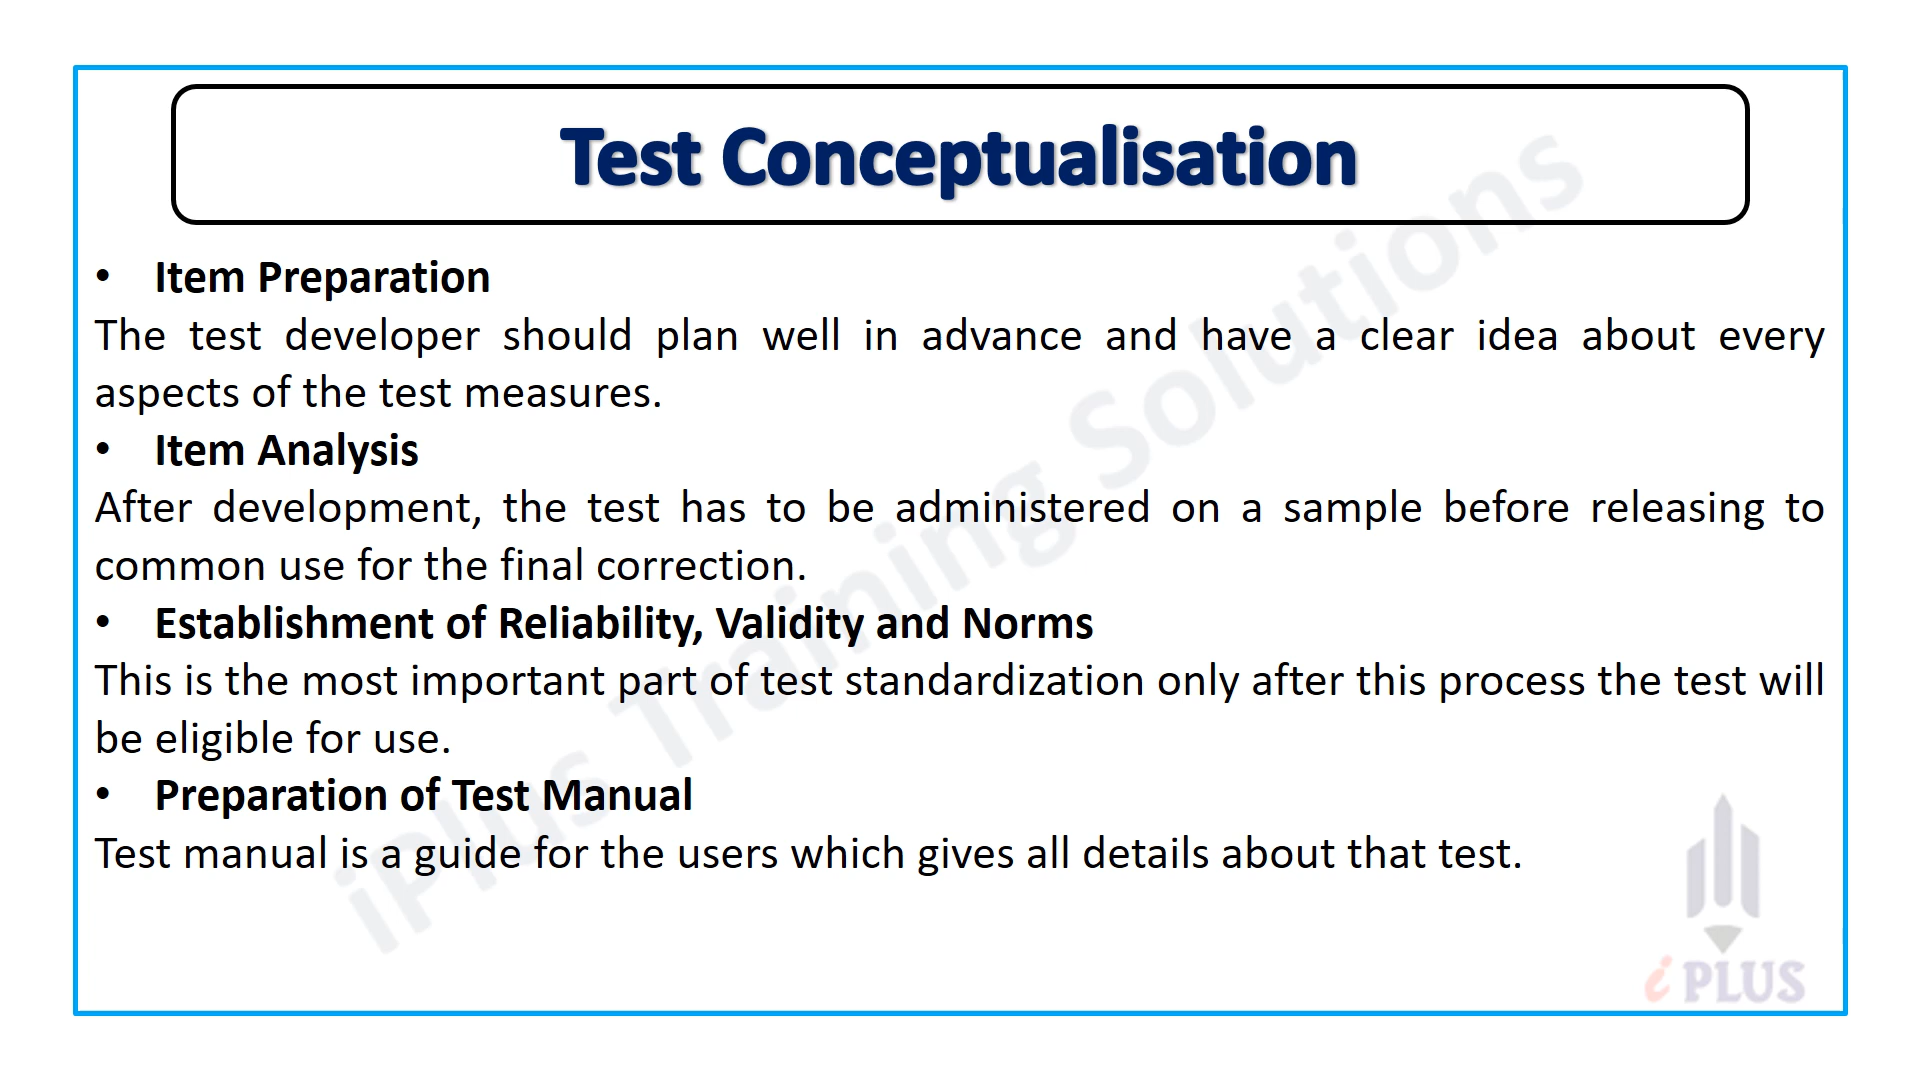 Test Conceptualisation
• Item Preparation
The test developer should plan well in advance and have a clear idea about every
aspects of the test measures.
• Item Analysis
After development, the test has to be administered on a sample before releasing to
common use for the final correction.
• Establishment of Reliability, Validity and Norms
This is the most important part of test standardization only after this process the test will
be eligible for use.
• Preparation of Test Manual
Test manual is a guide for the users which gives all details about that test.
iPlus Training Solutions
i PLUS